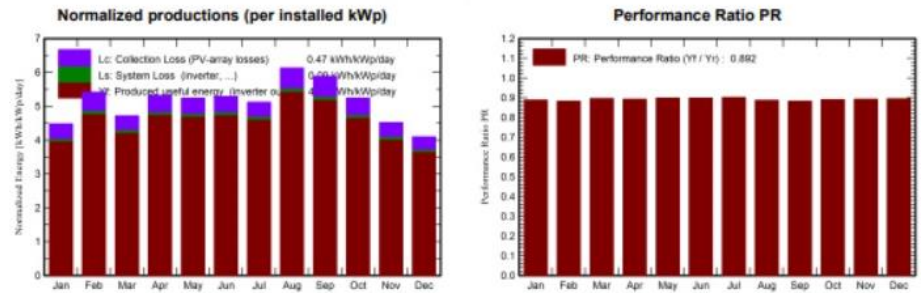 Normalized productions (per installed kWp)
Normalized Energy [kWh/kWp/day]
7
6
5
4
3
2
1
0
Lc: Collection Loss (PV-array losses) 0.47 kWh/kWp/day
Ls: System Loss (inverter, ...) kWh/kWp/day
Produced useful energy (inverter kWh/kWp/day
Jan Feb Mar Apr May Jun Jul Aug Sep Oct Nov Dec
Performance Ratio PR
Performance Ratio PR
1.2
1.1
1.0
0.9
0.8
0.7
0.6
0.5
0.4
0.3
0.2
0.1
0.0
PR: Performance Ratio (Yf / Yr) : 0.892
Jan Feb Mar Apr May Jun Jul Aug Sep Oct Nov Dec